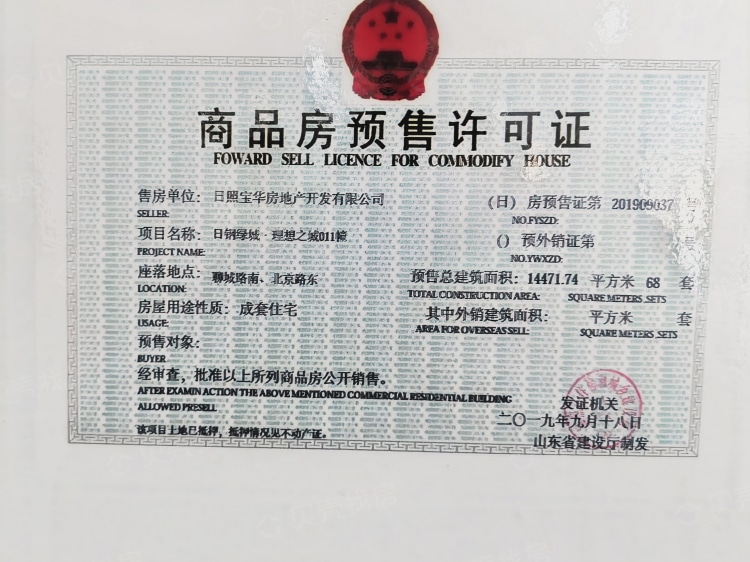 商品房预售许可证
FOWARD SELL LICENCE FOR COMMODIFY HOUSE
售房单位：日照宝华房地产开发有限公司
SELLER:
（日）房预售证第 201909037 号
NO.FYSZD:
项目名称：日钢绿城·理想之城011幢
PROJECT NAME:
（）预外销证第 号
NO.YWXZD:
座落地点：聊城路南、北京路东
LOCATION:
预售总建筑面积：14471.74 平方米 68 套
TOTAL CONSTRUCTION AREA: SQUARE METERS ,SETS
房屋用途性质：成套住宅
USAGE:
其中外销建筑面积： 平方米 套
AREA FOR OVERSEAS SELL: SQUARE METERS ,SETS
预售对象：
BUYER
经审查，批准以上所列商品房公开销售。
AFTER EXAMIN ACTION THE ABOVE MENTIONED COMMERCIAL RESIDENTIAL BUILDING
ALLOWED PRESELL
该项目土地已抵押，抵押情况见不动产证。
发证机关
二〇一九年九月十八日
山东省建设厅制发